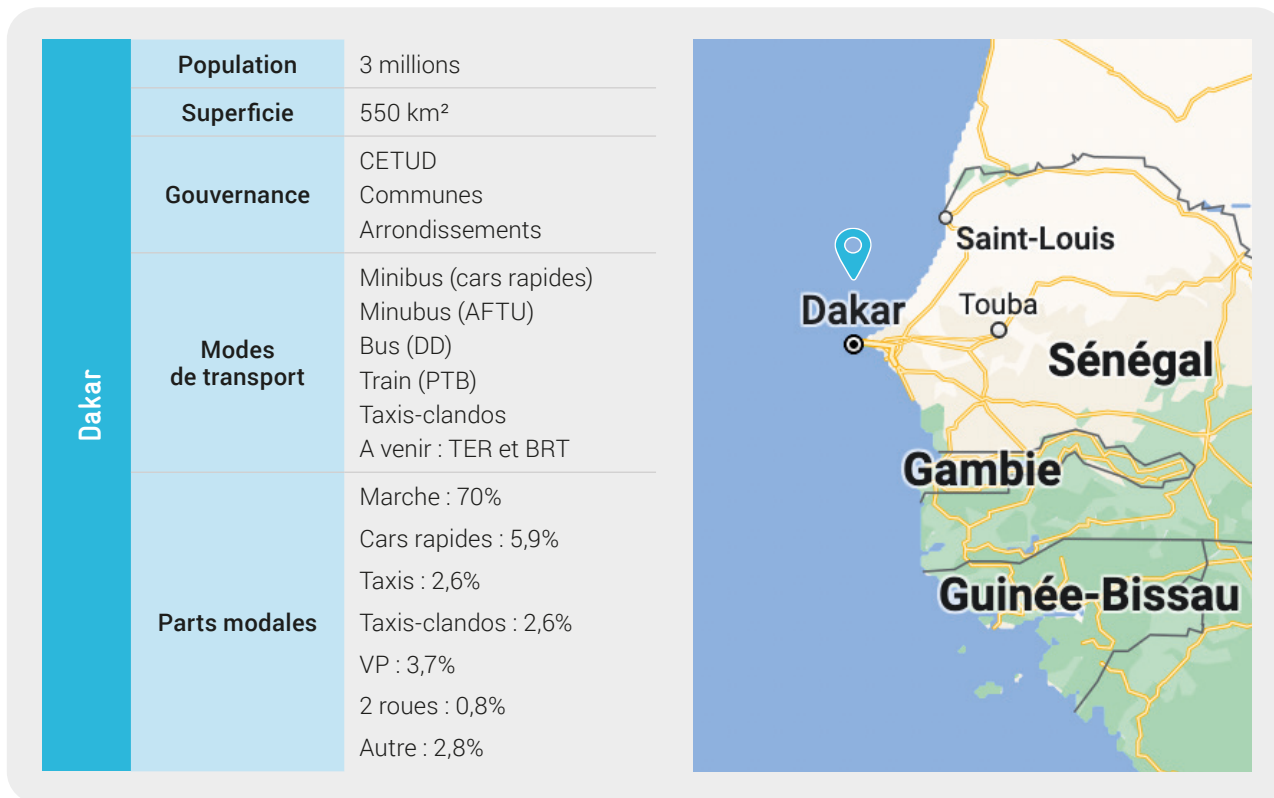 Dakar
Population
3 millions
Superficie
550 km²
Gouvernance
CETUD
Communes
Arrondissements
Modes
de transport
Minibus (cars rapides)
Minubus (AFTU)
Bus (DD)
Train (PTB)
Taxis-clandos
A venir : TER et BRT
Parts modales
Marche : 70%
Cars rapides : 5,9%
Taxis : 2,6%
Taxis-clandos : 2,6%
VP : 3,7%
2 roues : 0,8%
Autre : 2,8%
Saint-Louis
Dakar
Touba
Sénégal
Gambie
Guinée-Bissau